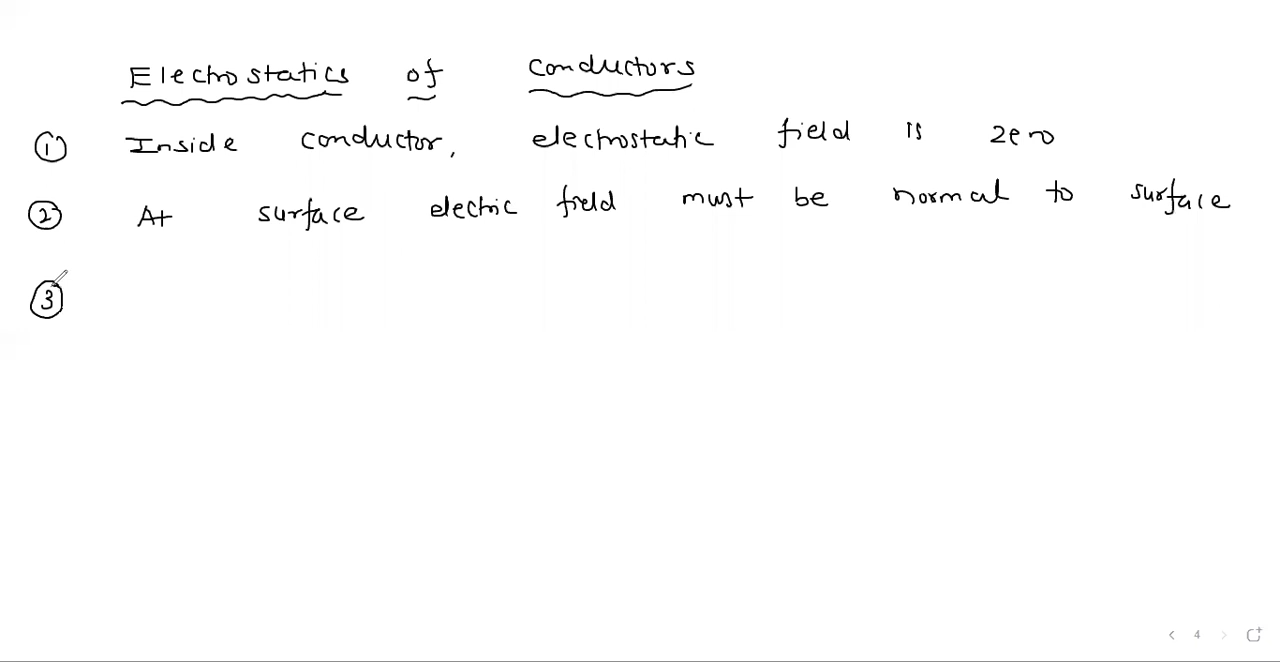 Electrostatics of conductors
① Inside conductor, electrostatic field is zero
② At surface electric field must be normal to surface
③
4